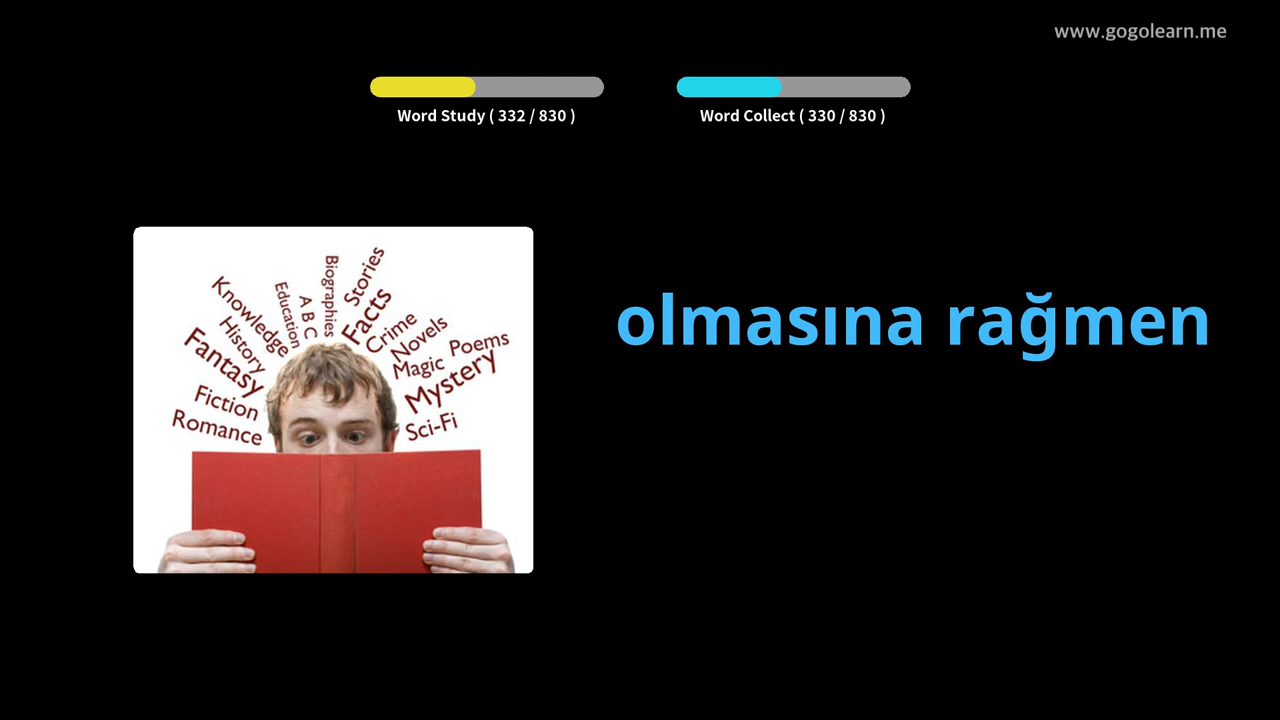 www.gogolearn.me
Word Study ( 332 / 830 )
Word Collect ( 330 / 830 )
olmasına rağmen
Knowledge
History
Fantasy
Fiction
Romance
Education
A B C
Biographies
Stories
Facts
Crime
Novels
Magic
Poems
Mystery
Sci-Fi